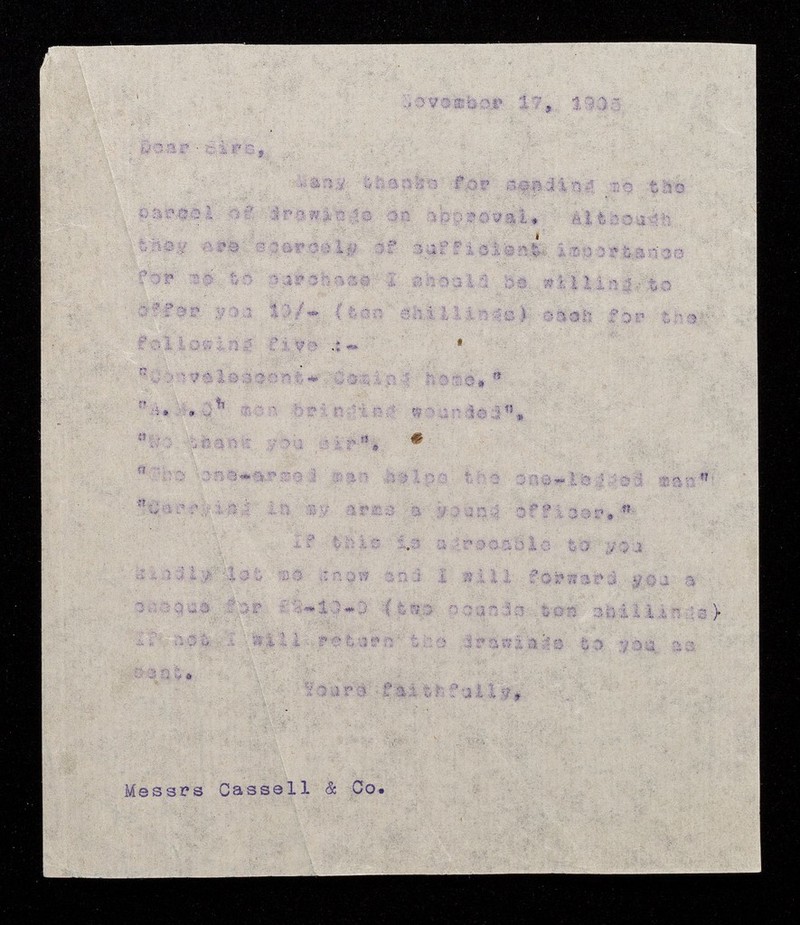 November 17, 1905
Dear Sirs,
Many thanks for sending me the
parcel of drawings on approval. Although
they are scarcely of sufficient importance
for me to purchase I should be willing to
offer you 10/- (ten shillings) each for the
following five :-
"Convalescent- Coming home."
"A.M.O" men bringing wounded",
"No thank you sir".
"The one-armed man helps the one-legged man"
"Carrying in my arms a young officer."
If this is agreeable to you
kindly let me know and I will forward you a
cheque for £2-10-0 (two pounds ten shillings)
If not I will return the drawings to you as
sent.
Yours faithfully,
Messrs Cassell & Co.